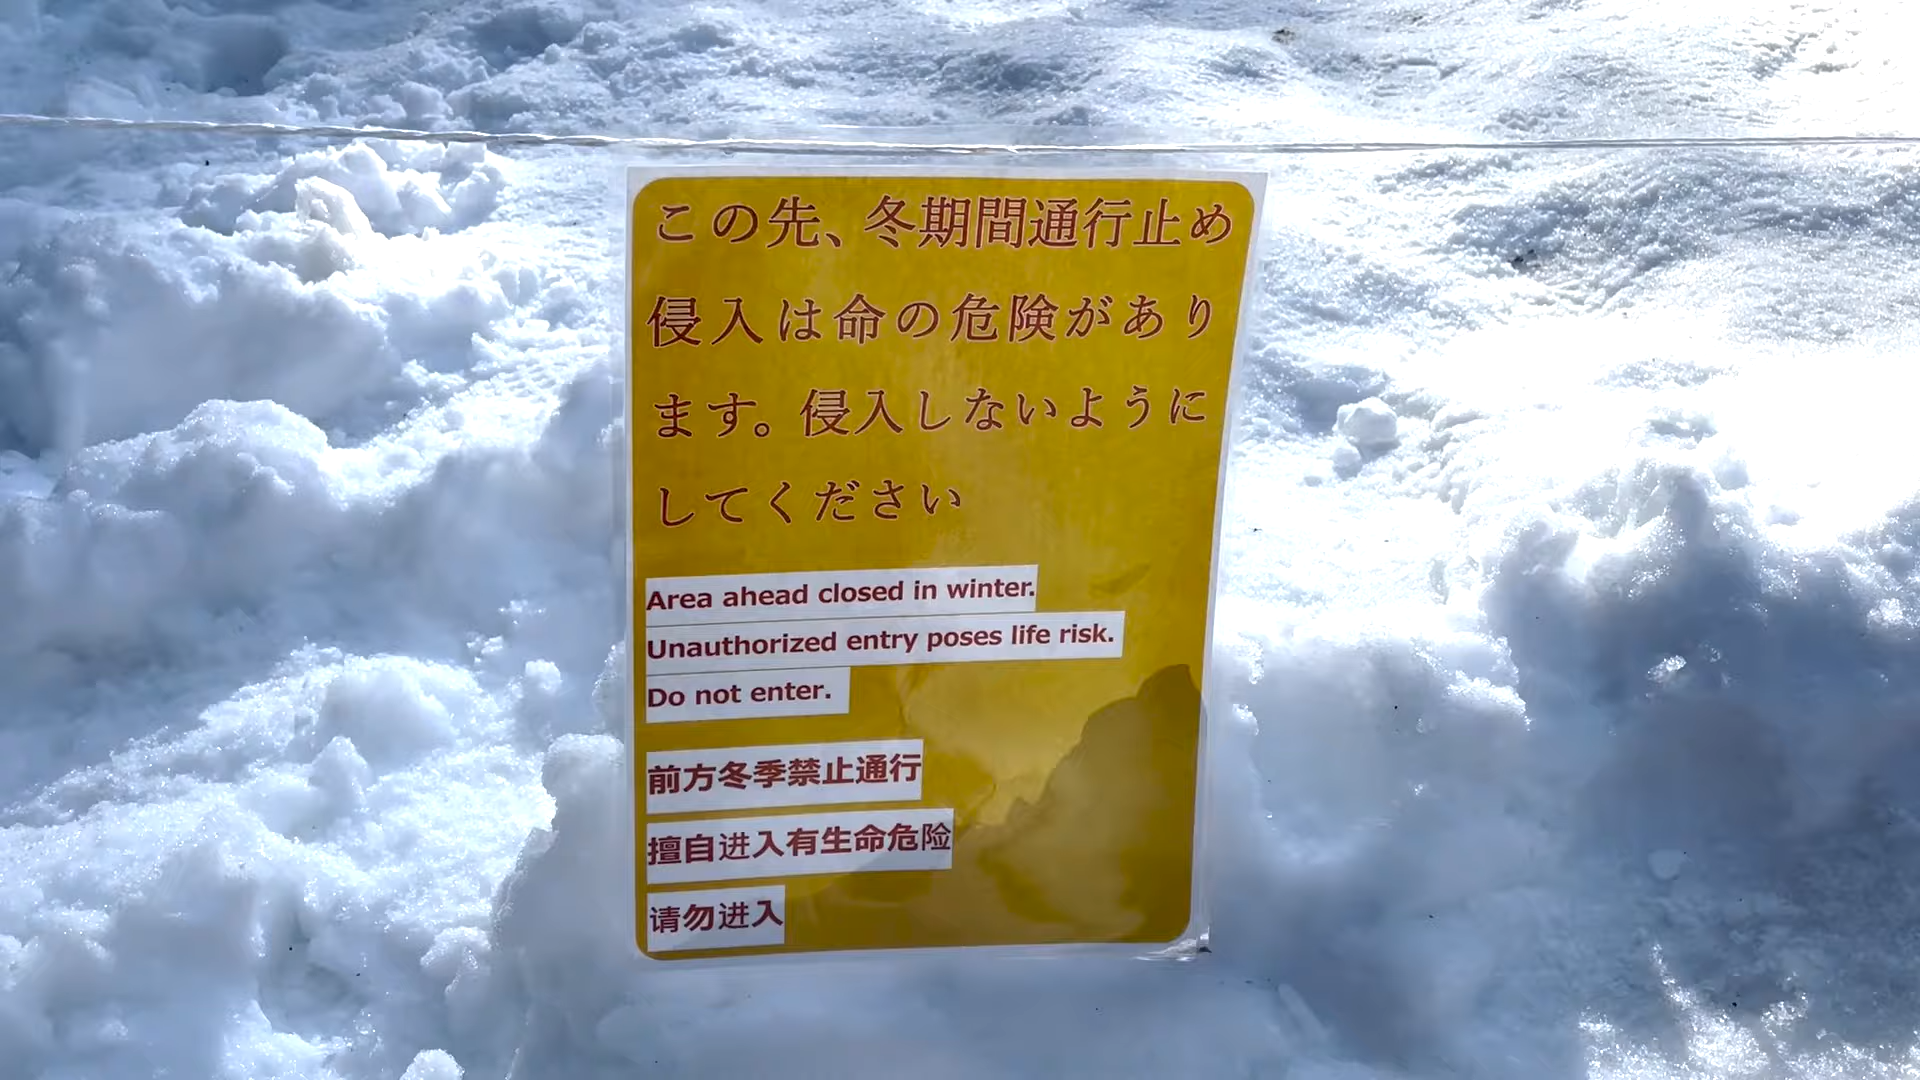 この先、冬期間通行止め
侵入は命の危険があり
ます。侵入しないように
してください
Area ahead closed in winter.
Unauthorized entry poses life risk.
Do not enter.
前方冬季禁止通行
擅自进入有生命危险
请勿进入